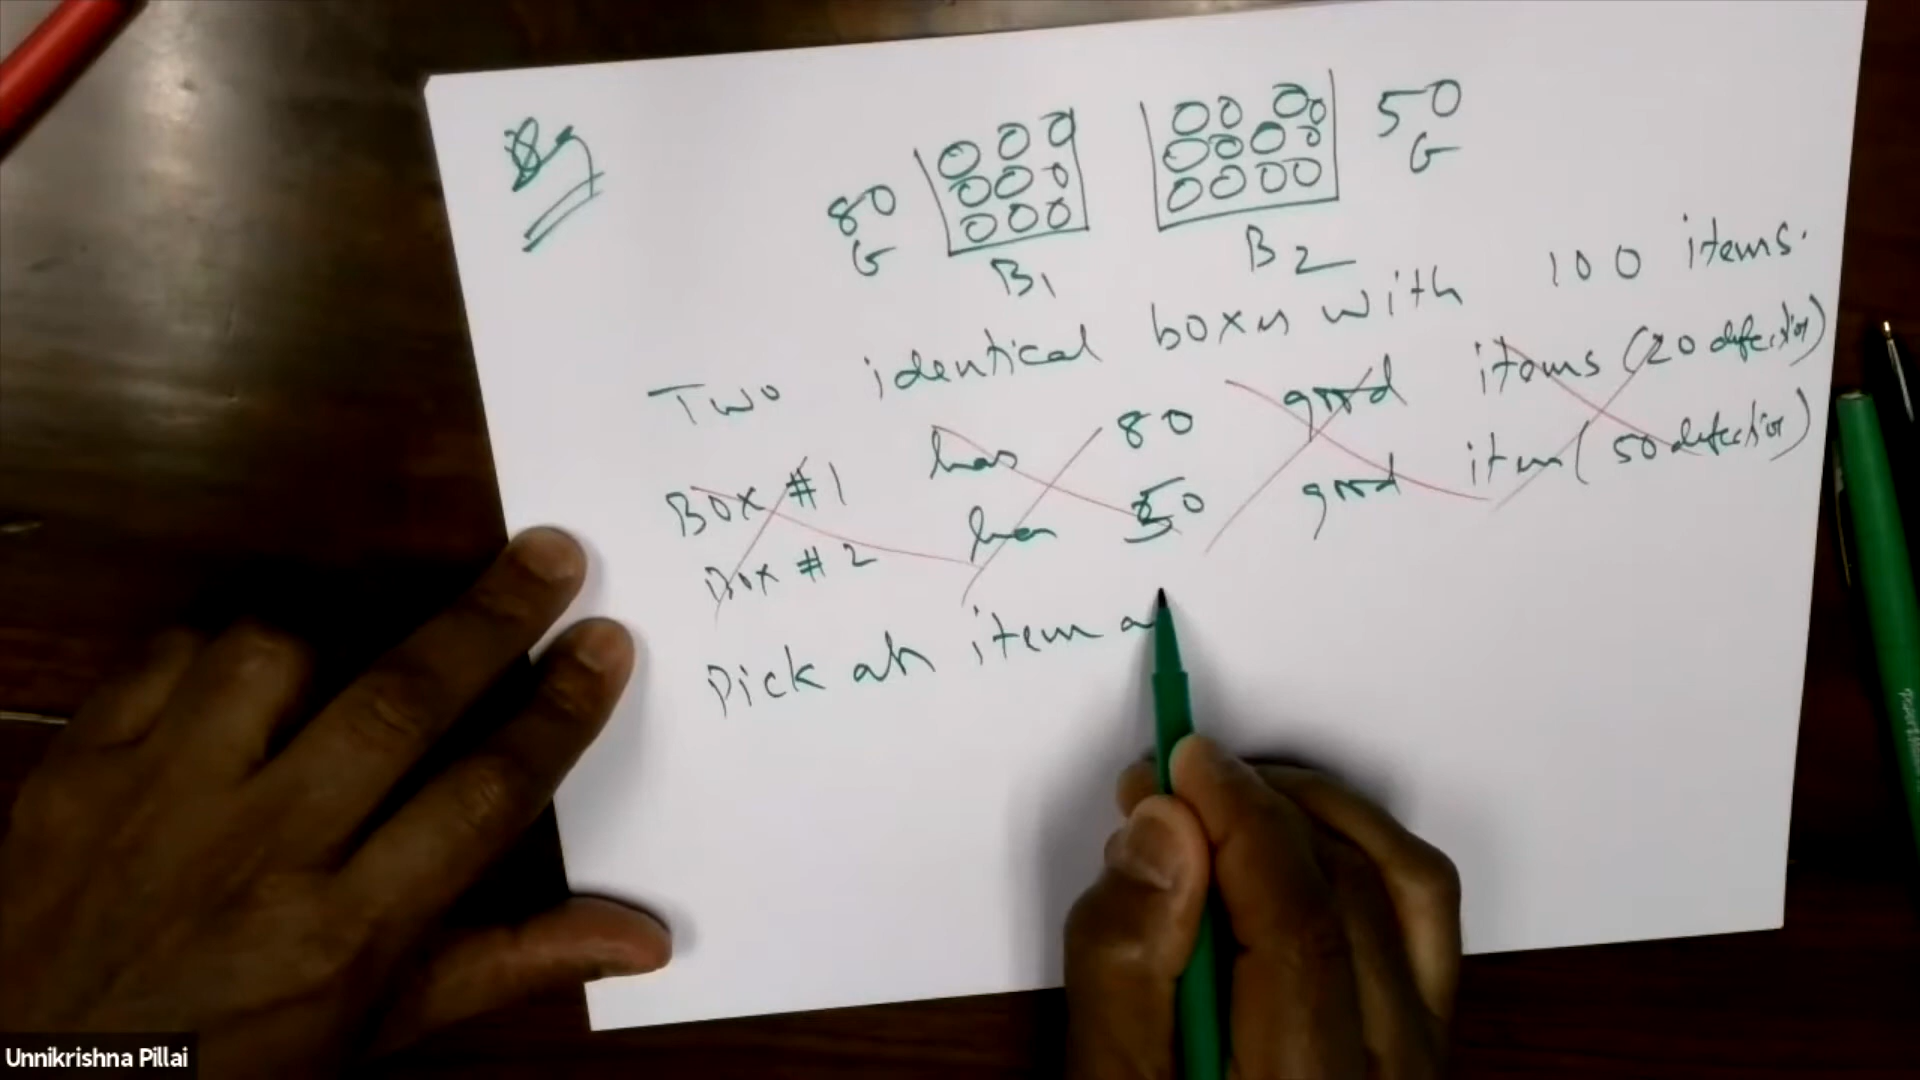 Eg
80
G
B1
B2
50
G
Two identical boxes with 100 items.
Box #1 has 80 good items (20 defective)
Box #2 has 50 good item (50 defective)
Pick an item a
Unnikrishna Pillai